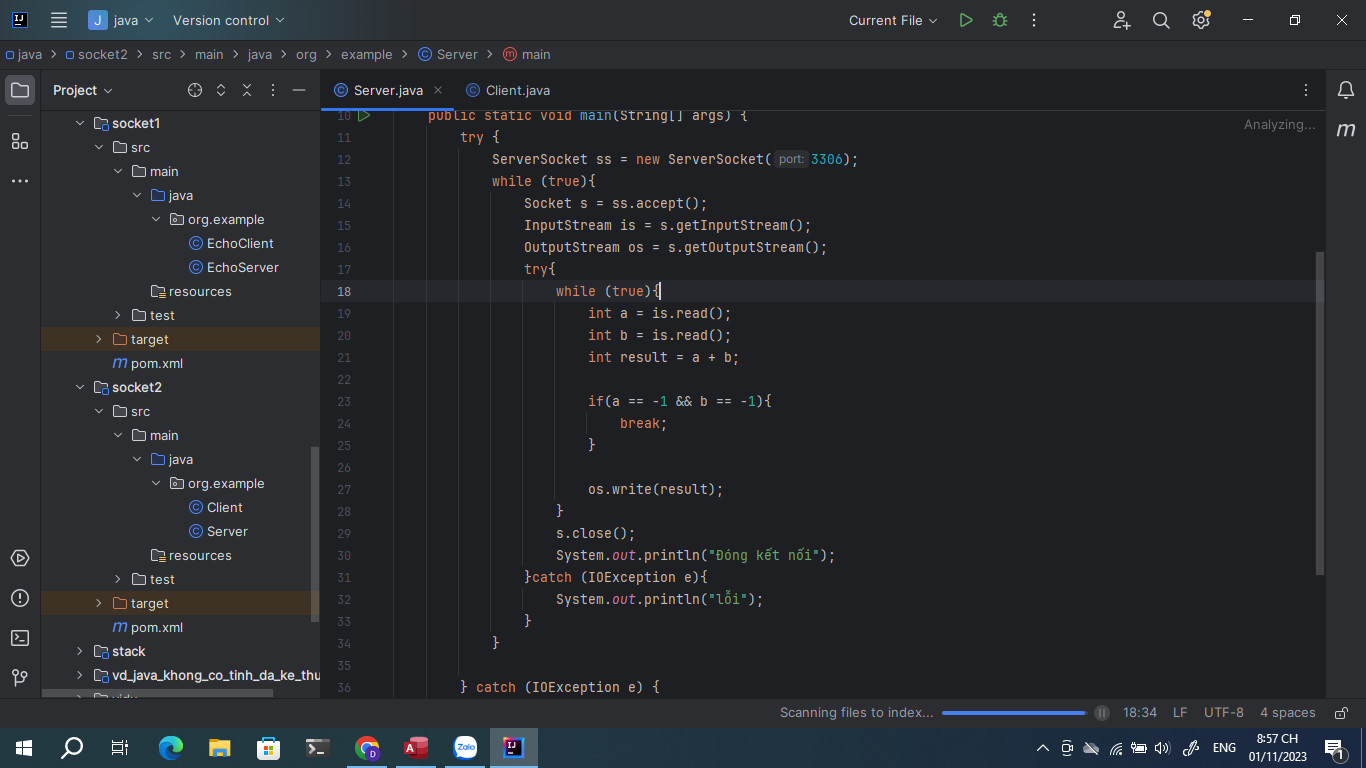 J java Version control Current File
java > socket2 > src > main > java > org > example > Server > main
Project
Server.java
Client.java
Analyzing...
socket1
src
main
java
org.example
EchoClient
EchoServer
resources
test
target
pom.xml
socket2
src
main
java
org.example
Client
Server
resources
test
target
pom.xml
stack
vd_java_khong_co_tinh_da_ke_thu
10 public static void main(String[] args) {
11 try {
12 ServerSocket ss = new ServerSocket( port: 3306);
13 while (true){
14 Socket s = ss.accept();
15 InputStream is = s.getInputStream();
16 OutputStream os = s.getOutputStream();
17 try{
18 while (true){
19 int a = is.read();
20 int b = is.read();
21 int result = a + b;
22
23 if(a == -1 && b == -1){
24 break;
25 }
26
27 os.write(result);
28 }
29 s.close();
30 System.out.println("Đóng kết nối");
31 }catch (IOException e){
32 System.out.println("lỗi");
33 }
34 }
35
36 } catch (IOException e) {
m
Scanning files to index... 18:34 LF UTF-8 4 spaces
ENG
8:57 CH
01/11/2023
1